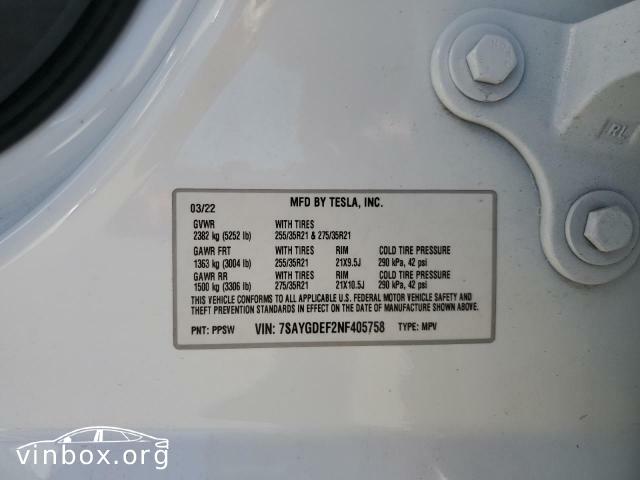 RIL
03/22 MFD BY TESLA, INC.
GVWR WITH TIRES
2382 kg (5252 lb) 255/35R21 & 275/35R21
GAWR FRT WITH TIRES RIM COLD TIRE PRESSURE
1363 kg (3004 lb) 255/35R21 21X9.5J 290 kPa, 42 psi
GAWR RR WITH TIRES RIM COLD TIRE PRESSURE
1500 kg (3306 lb) 275/35R21 21X10.5J 290 kPa, 42 psi
THIS VEHICLE CONFORMS TO ALL APPLICABLE U.S. FEDERAL MOTOR VEHICLE SAFETY AND
THEFT PREVENTION STANDARDS IN EFFECT ON THE DATE OF MANUFACTURE SHOWN ABOVE.
PNT: PPSW VIN: 7SAYGDEF2NF405758 TYPE: MPV
vinbox.org